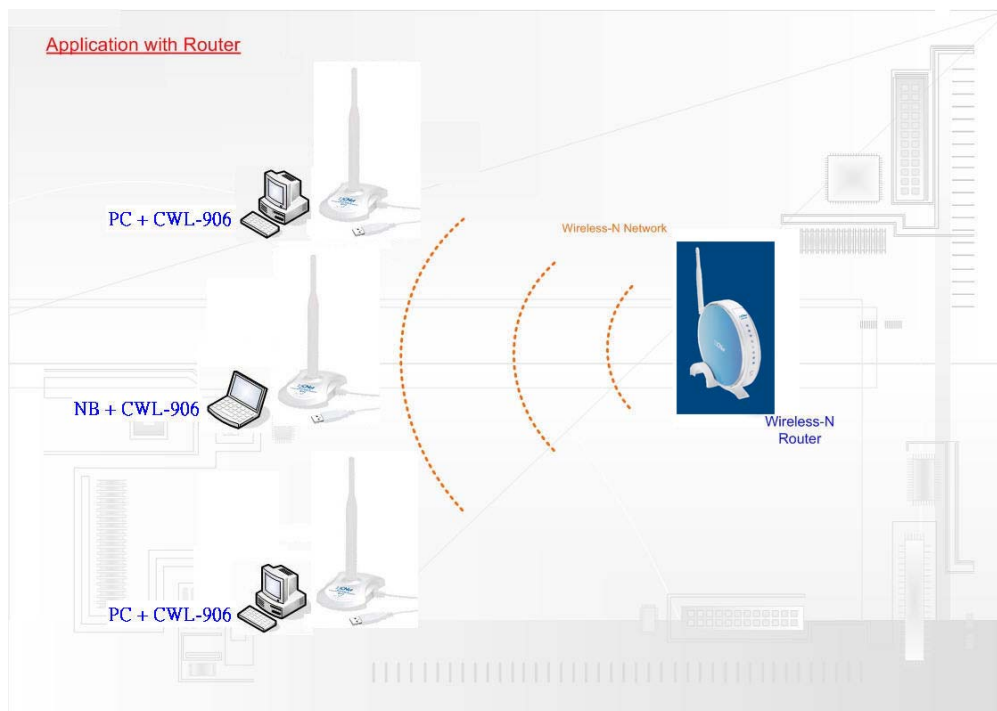 Application with Router
PC + CWL-906
Wireless-N Network
NB + CWL-906
Wireless-N
Router
PC + CWL-906